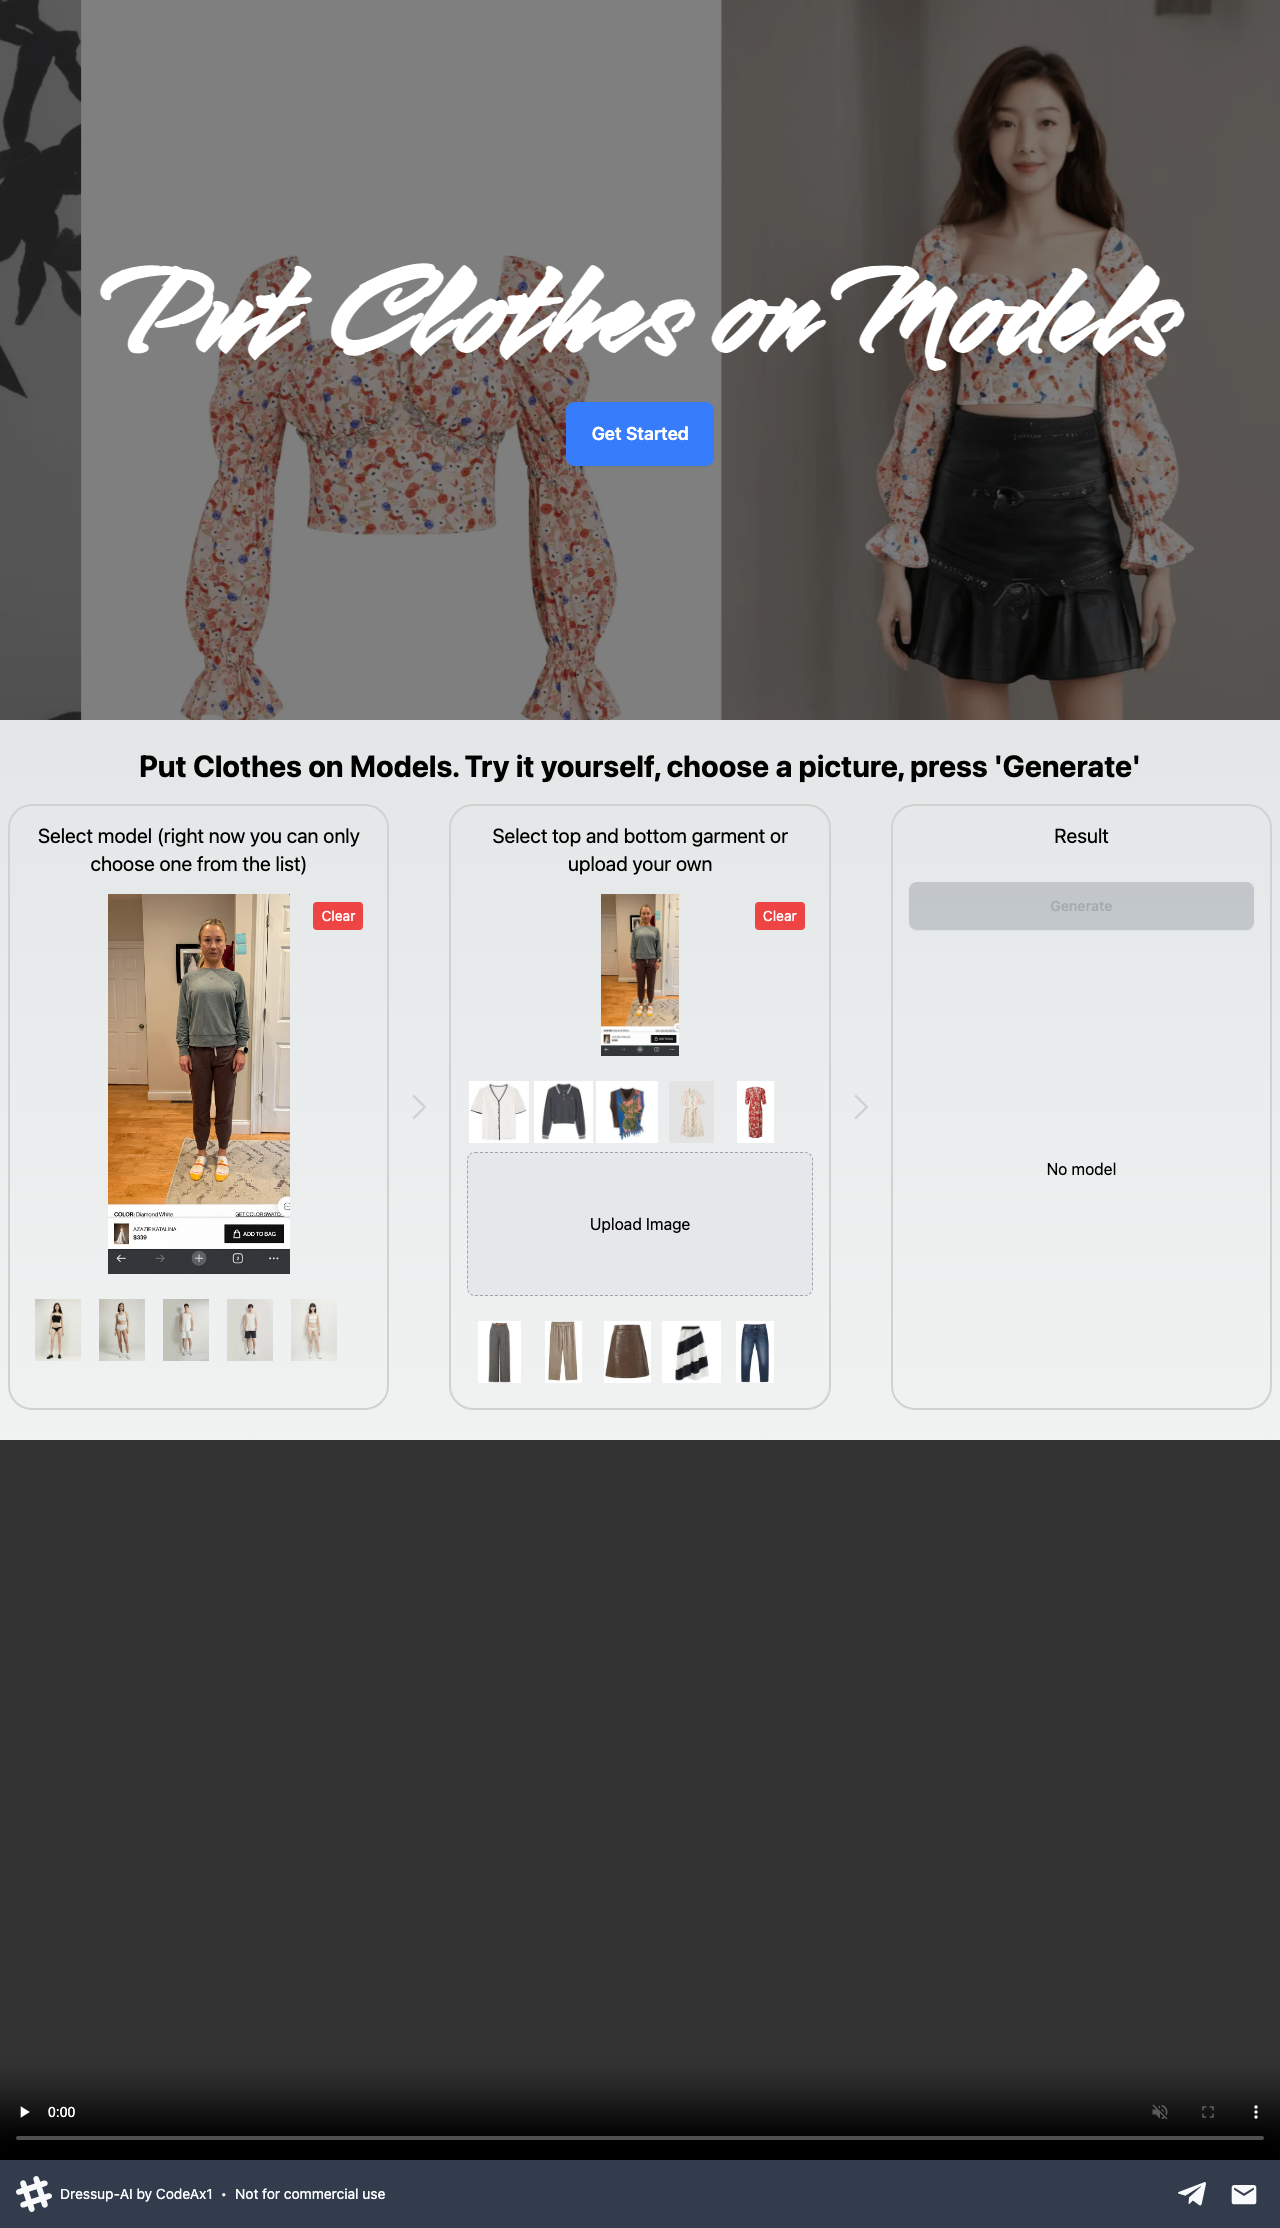 Put Clothes on Models
Get Started
Put Clothes on Models. Try it yourself, choose a picture, press 'Generate'
Select model (right now you can only
choose one from the list)
Clear
COLOR: Diamond White
GET COLOR SWATC...
AZAZIE KATALINA
$339
ADD TO BAG
Select top and bottom garment or
upload your own
Clear
Upload Image
Result
Generate
No model
0:00
Dressup-AI by CodeAx1 • Not for commercial use